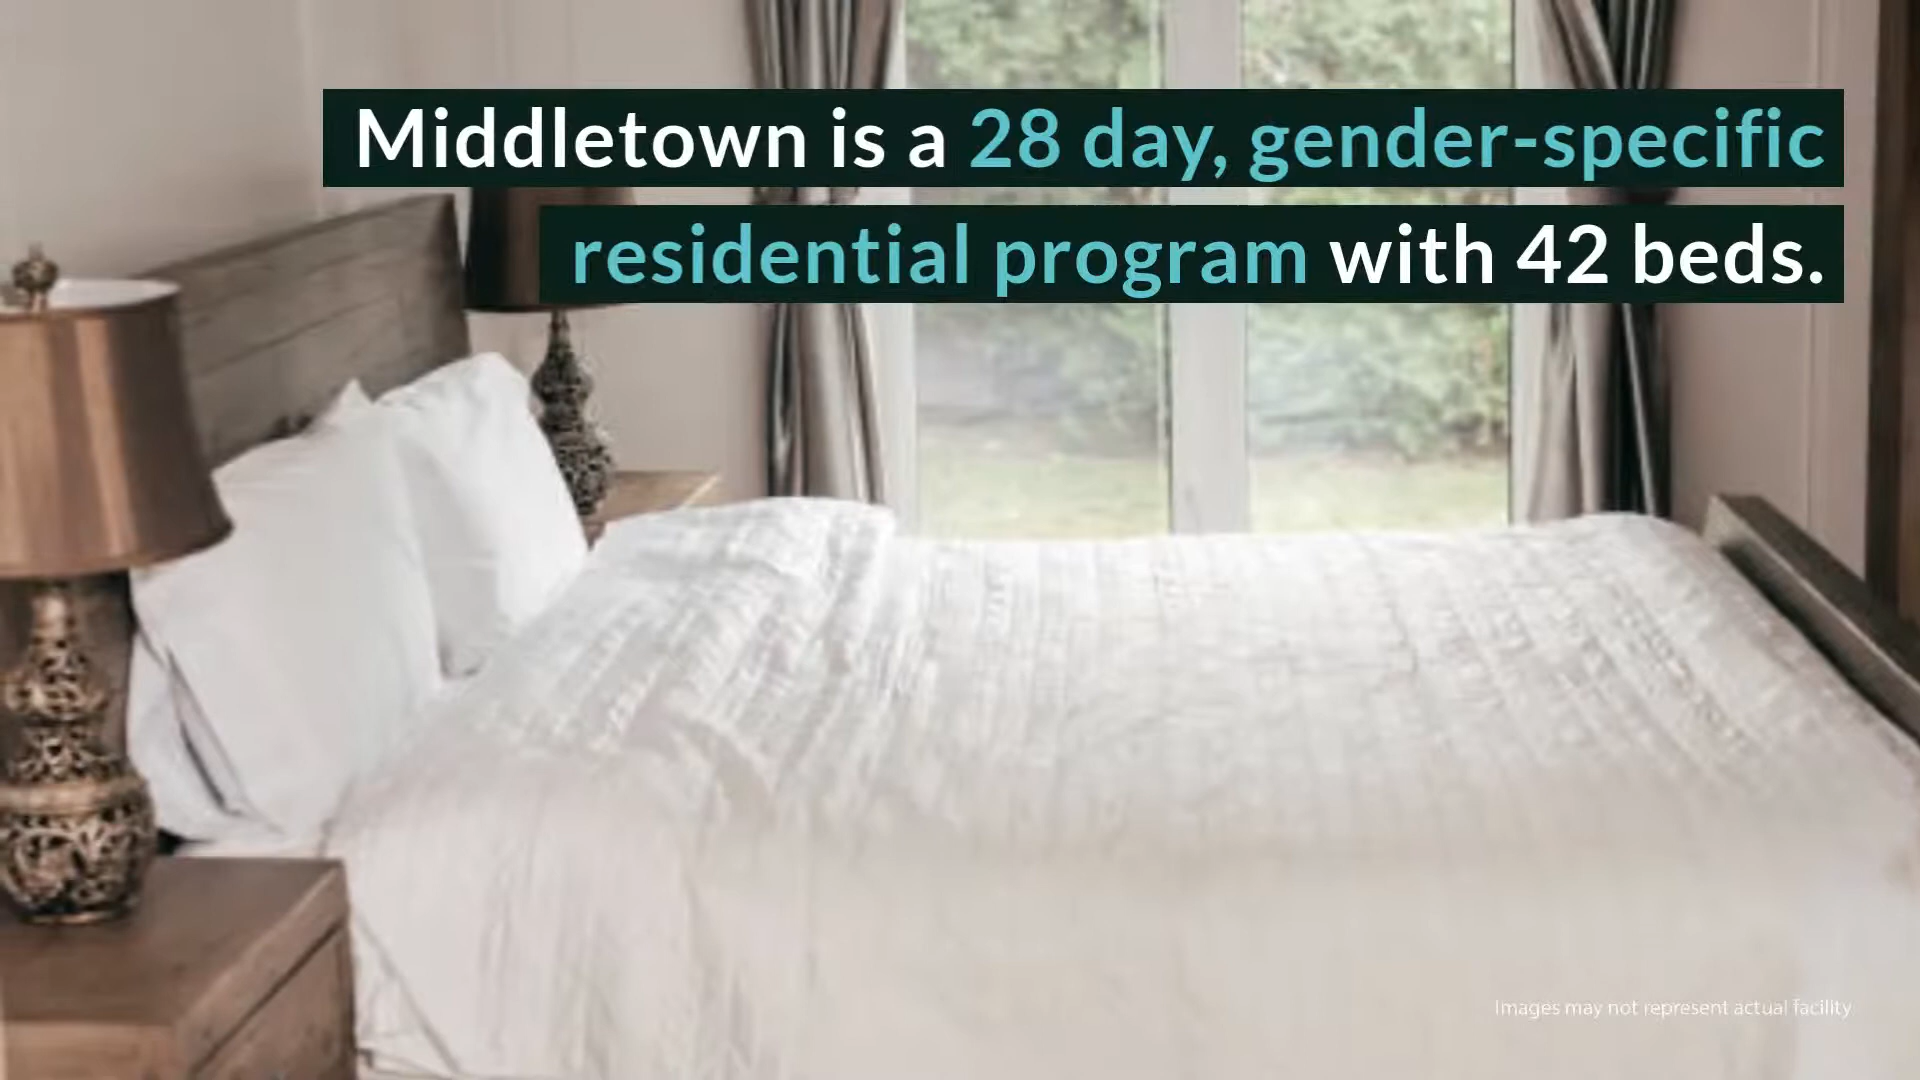 Middletown is a 28 day, gender-specific
residential program with 42 beds.
Images may not represent actual facility